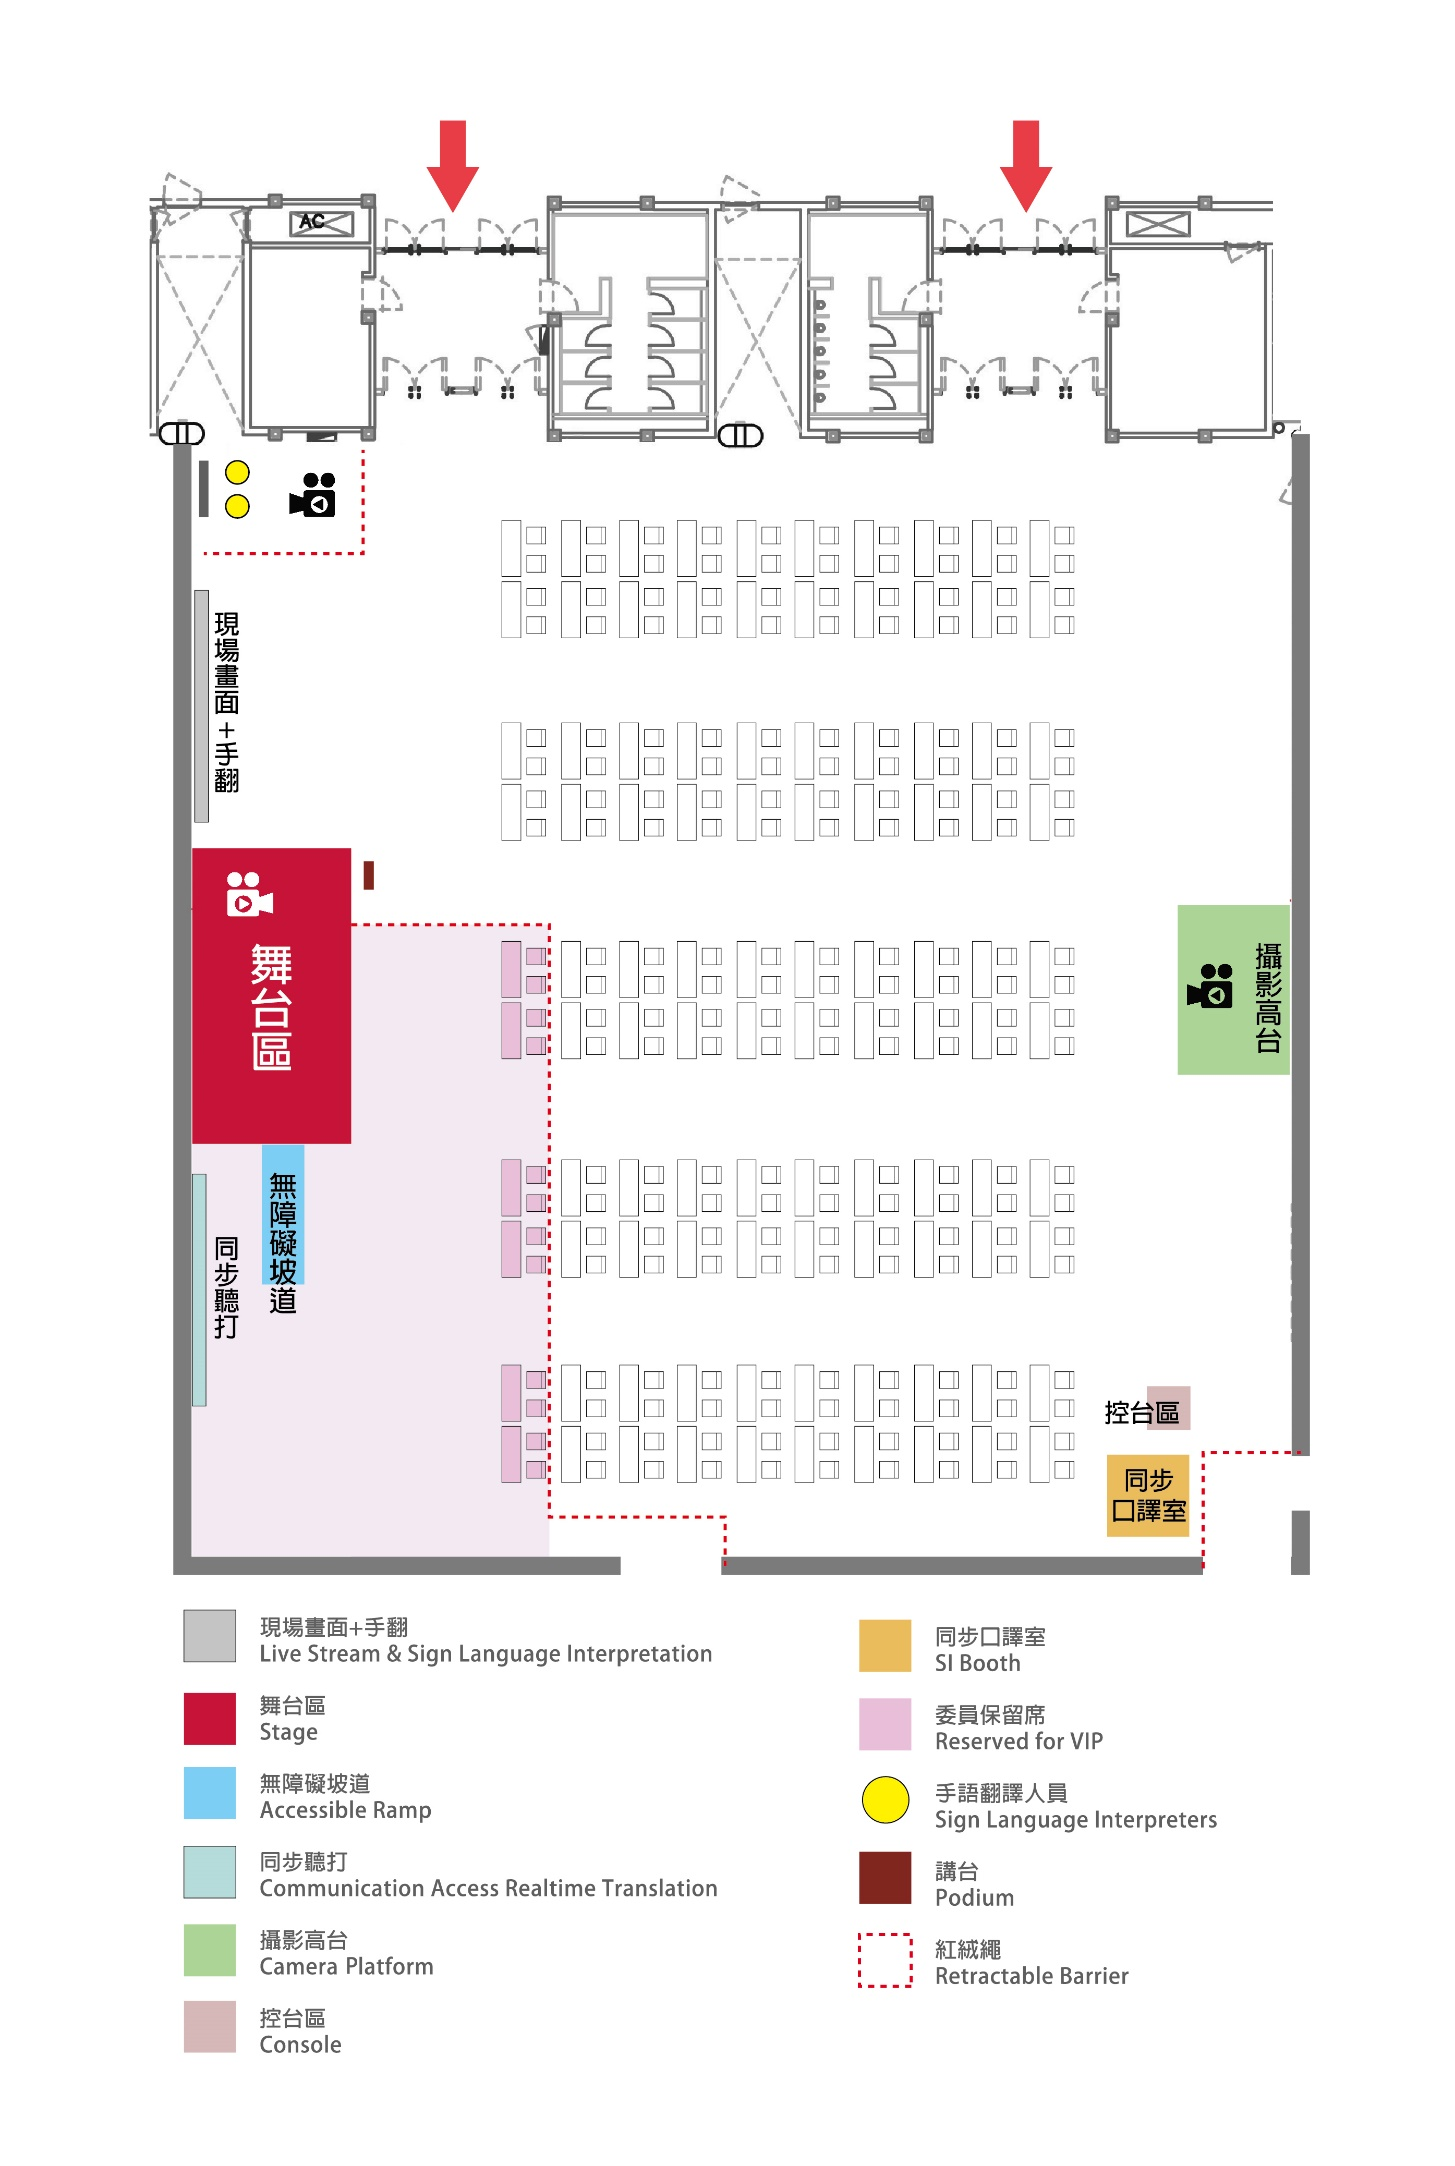 AC
現場畫面+手翻
舞台區
攝影高台
無障礙坡道
同步聽打
控台區
同步
口譯室
現場畫面+手翻
Live Stream & Sign Language Interpretation
舞台區
Stage
無障礙坡道
Accessible Ramp
同步聽打
Communication Access Realtime Translation
攝影高台
Camera Platform
控台區
Console
同步口譯室
SI Booth
委員保留席
Reserved for VIP
手語翻譯人員
Sign Language Interpreters
講台
Podium
紅絨繩
Retractable Barrier